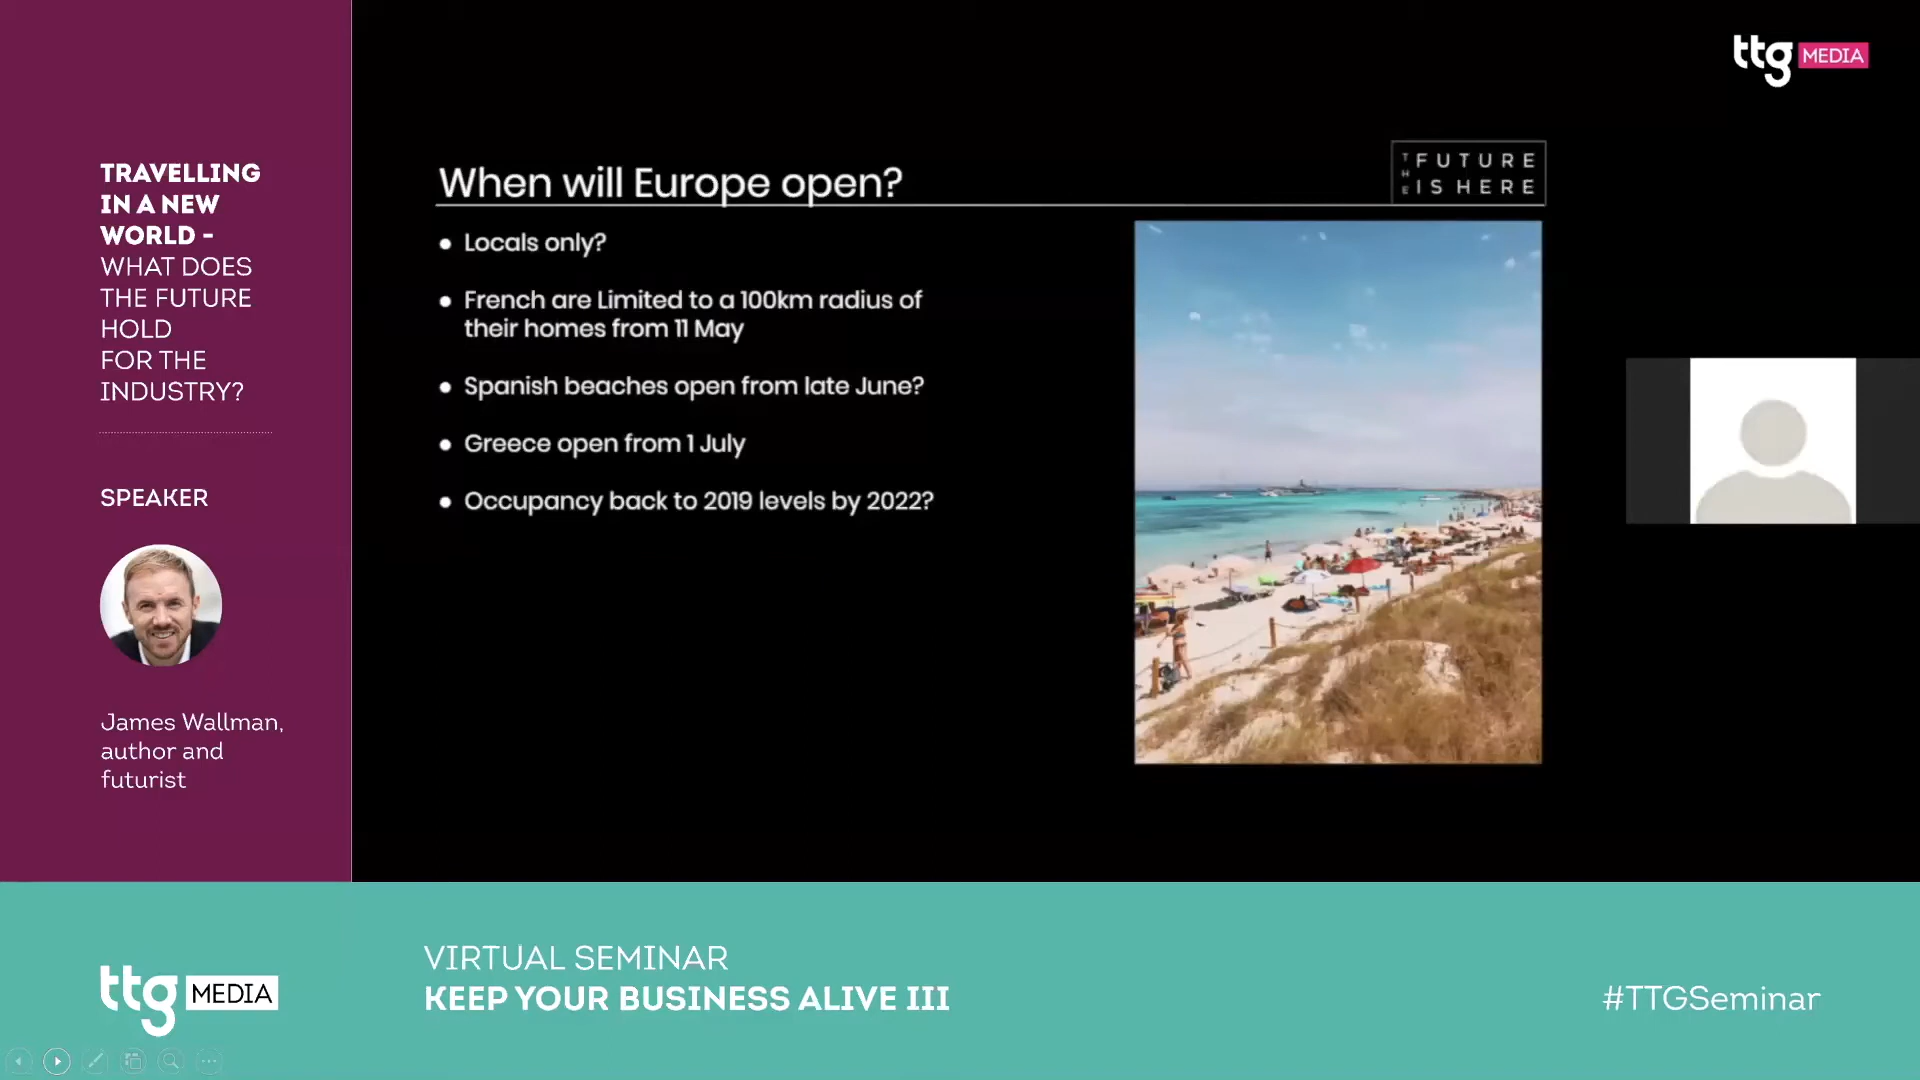 ttg MEDIA
TRAVELLING
IN A NEW
WORLD -
WHAT DOES
THE FUTURE
HOLD
FOR THE
INDUSTRY?
SPEAKER
James Wallman,
author and
futurist
When will Europe open?
THE FUTURE
IS HERE
• Locals only?
• French are Limited to a 100km radius of
their homes from 11 May
• Spanish beaches open from late June?
• Greece open from 1 July
• Occupancy back to 2019 levels by 2022?
ttg MEDIA
VIRTUAL SEMINAR
KEEP YOUR BUSINESS ALIVE III
#TTGSeminar